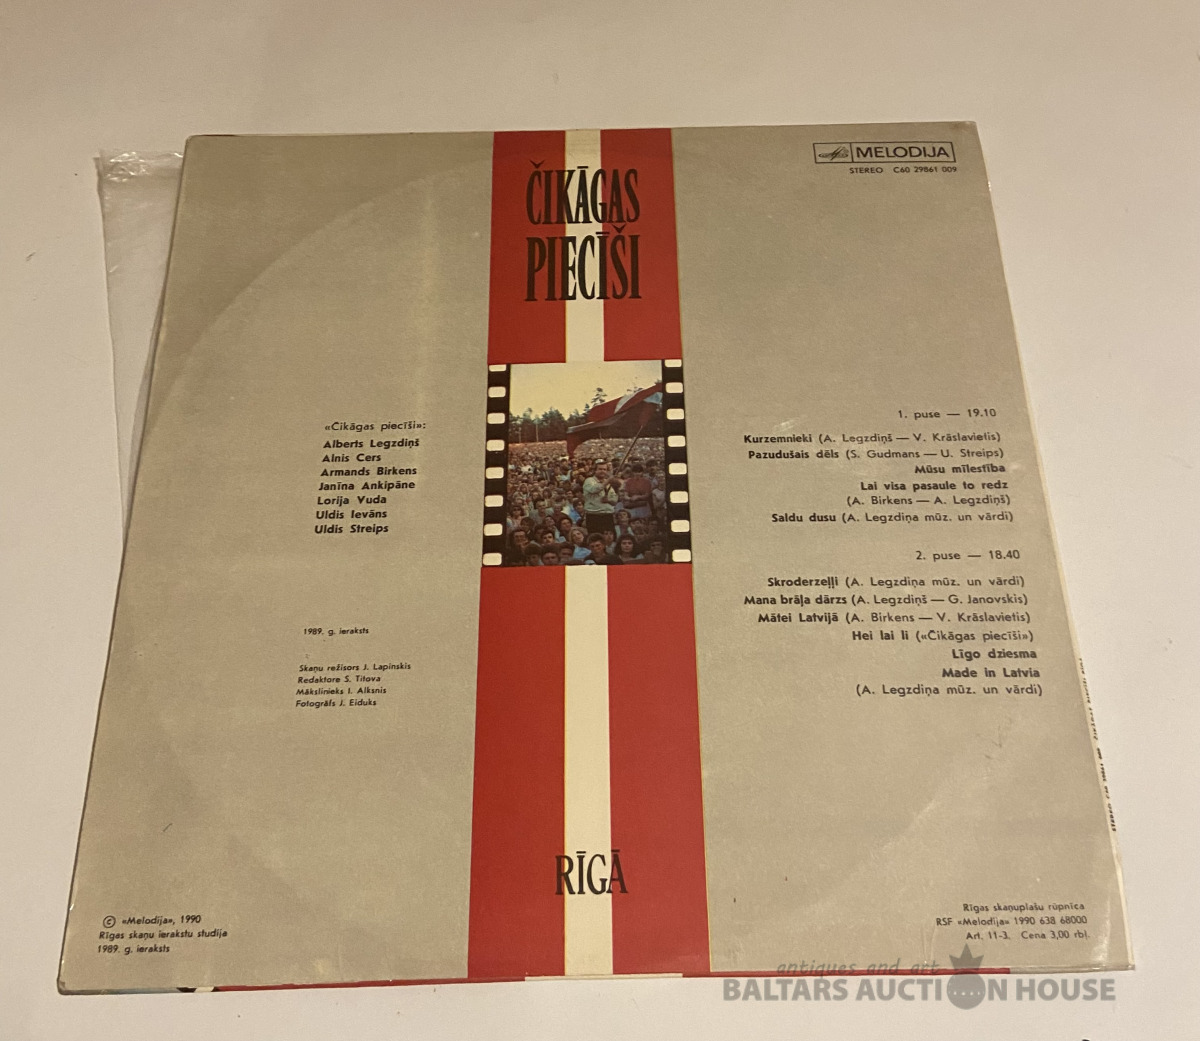 ČIKĀGAS
PIECĪŠI
MELODIJA
STEREO C60 29861 009
«Čikāgas piecīši»:
Alberts Legzdiņš
Alnis Cers
Armands Birkens
Janīna Ankipāne
Lorija Vuda
Uldis Ievāns
Uldis Streips
1989. g. ieraksts
Skaņu režisors J. Lapinskis
Redaktore S. Titova
Mākslinieks I. Alksnis
Fotogrāfs J. Eiduks
1. puse — 19.10
Kurzemnieki (A. Legzdiņš — V. Krāslavietis)
Pazudušais dēls (S. Gudmans — U. Streips)
Mūsu mīlestība
Lai visa pasaule to redz
(A. Birkens — A. Legzdiņš)
Saldu dusu (A. Legzdiņa mūz. un vārdi)
2. puse — 18.40
Skroderzeļļi (A. Legzdiņa mūz. un vārdi)
Mana brāļa dārzs (A. Legzdiņš — G. Janovskis)
Mātei Latvijā (A. Birkens — V. Krāslavietis)
Hei lai li («Čikāgas piecīši»)
Līgo dziesma
Made in Latvia
(A. Legzdiņa mūz. un vārdi)
RĪGĀ
© «Melodija», 1990
Rīgas skaņu ierakstu studija
1989. g. ieraksts
Rīgas skaņuplašu rūpnīca
RSF «Melodija» 1990 638 68000
Art. 11-3. Cena 3,00 rbļ.
antiques and art
BALTARS AUCTION HOUSE